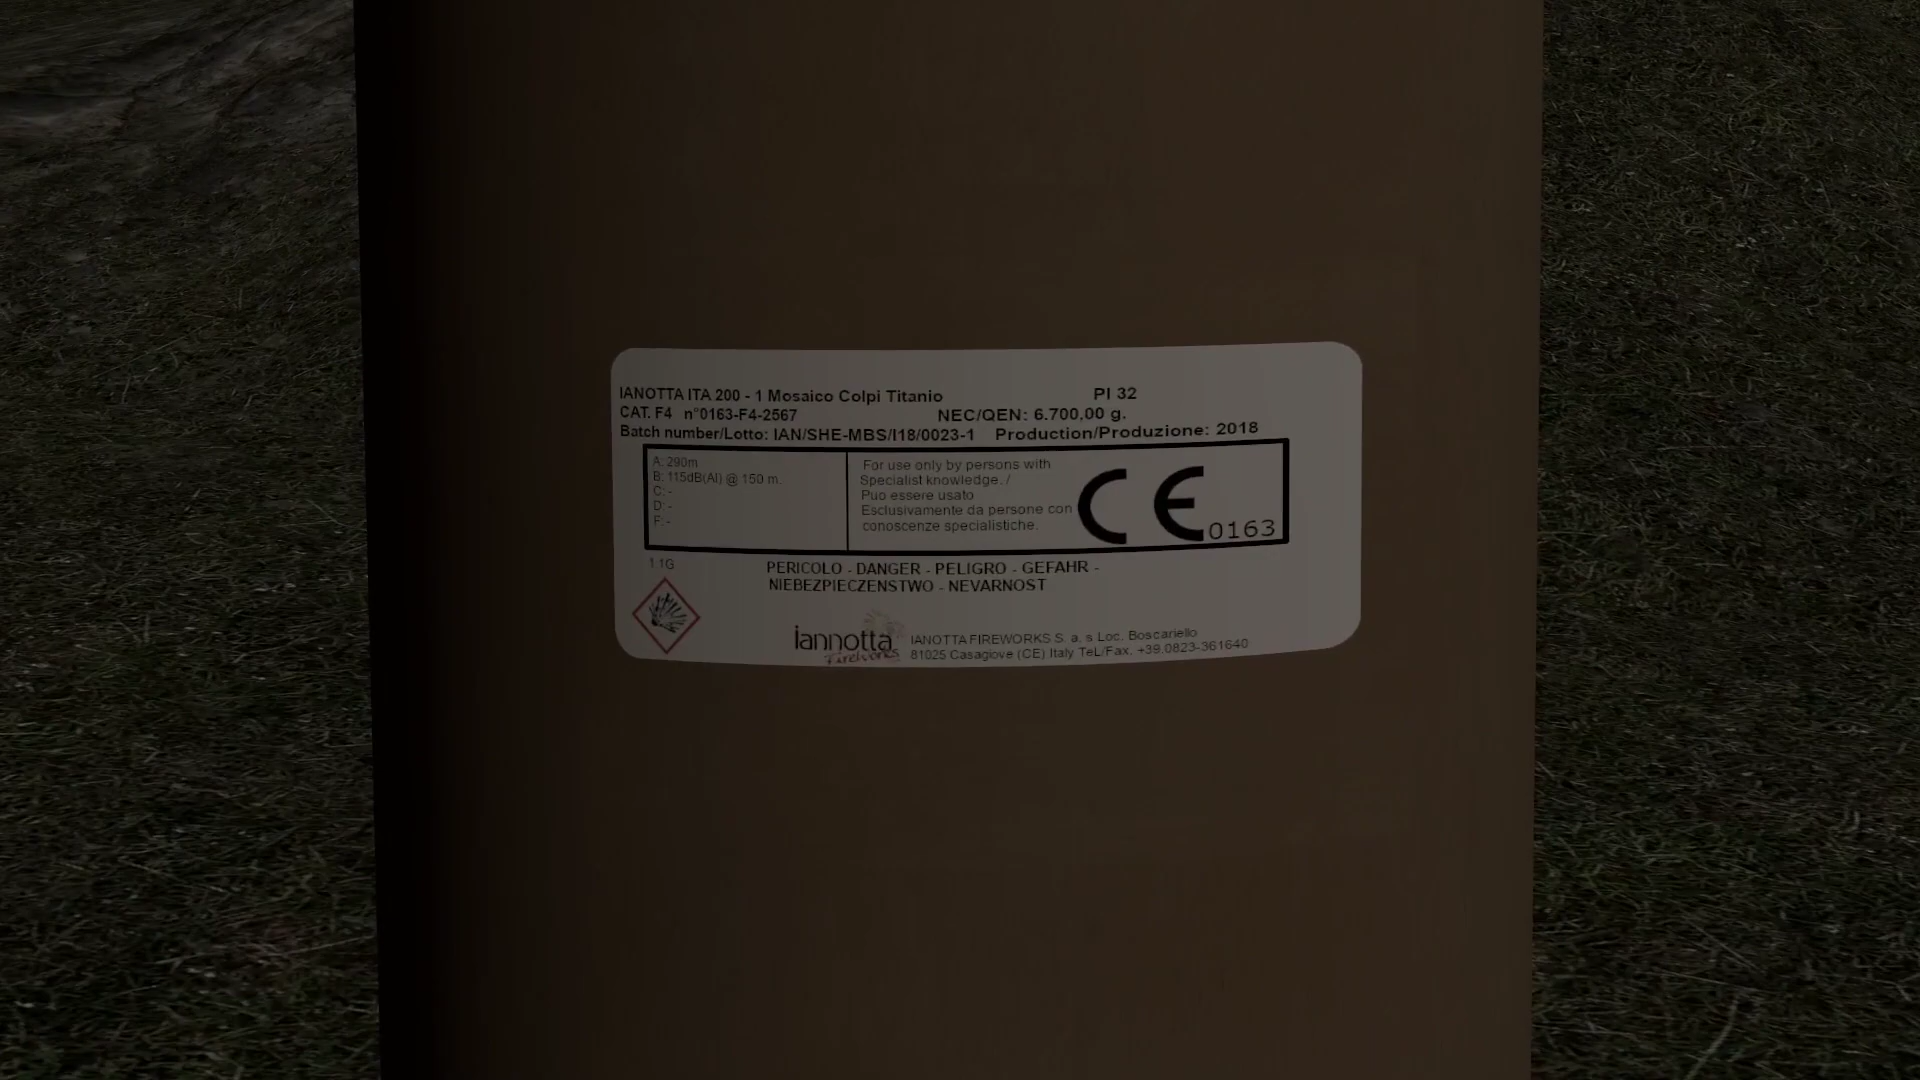 IANOTTA ITA 200 - 1 Mosaico Colpi Titanio PI 32
CAT. F4 n°0163-F4-2567 NEC/QEN: 6.700,00 g.
Batch number/Lotto: IAN/SHE-MBS/I18/0023-1 Production/Produzione: 2018
A: 290m
B: 115dB(AI) @ 150 m.
C: -
D: -
F: -
For use only by persons with
Specialist knowledge. /
Puo essere usato
Esclusivamente da persone con
conoscenze specialistiche.
CE 0163
1 1G
PERICOLO - DANGER - PELIGRO - GEFAHR -
NIEBEZPIECZENSTWO - NEVARNOST
iannotta
Fireworks
IANOTTA FIREWORKS S. a. s Loc. Boscariello
81025 Casagiove (CE) Italy TeL/Fax. +39.0823-361640